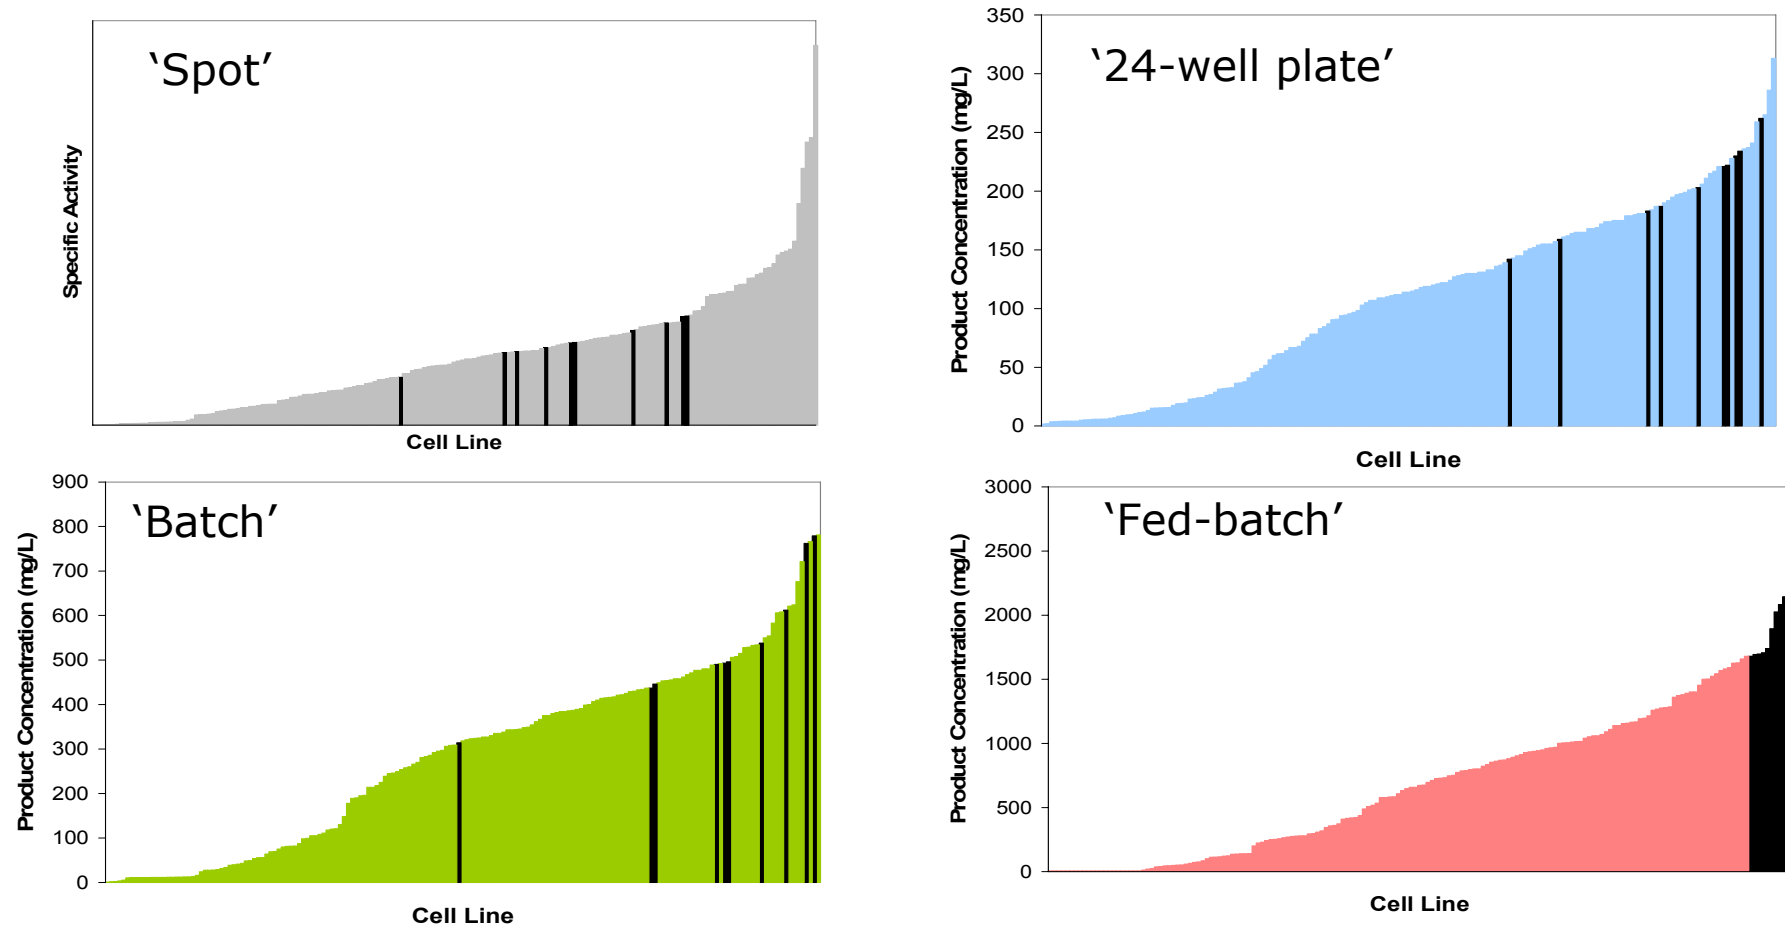 ‘Spot’
Specific Activity
Cell Line
‘24-well plate’
Product Concentration (mg/L)
350
300
250
200
150
100
50
0
Cell Line
‘Batch’
Product Concentration (mg/L)
900
800
700
600
500
400
300
200
100
0
Cell Line
‘Fed-batch’
Product Concentration (mg/L)
3000
2500
2000
1500
1000
500
0
Cell Line